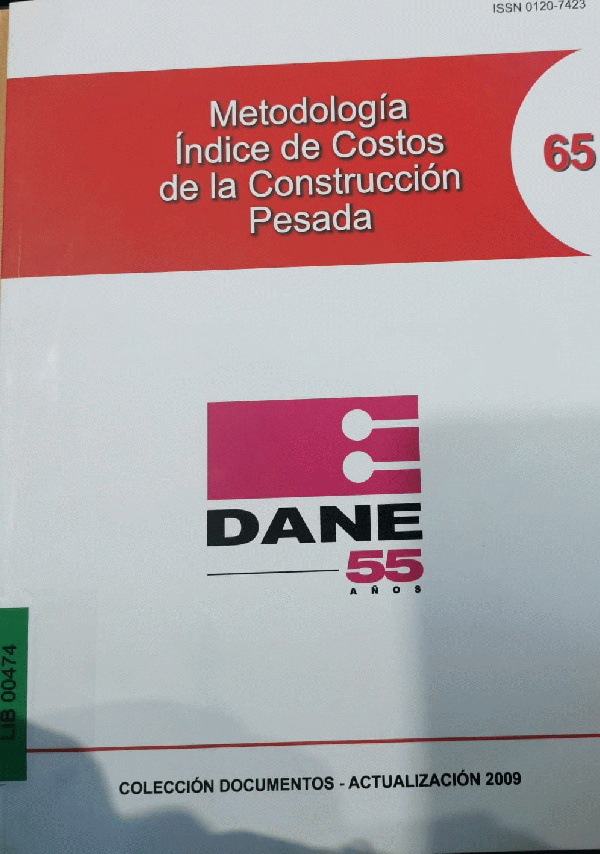 ISSN 0120-7423
Metodología
Índice de Costos
de la Construcción
Pesada
65
DANE
55
AÑOS
LIB 00474
COLECCIÓN DOCUMENTOS - ACTUALIZACIÓN 2009